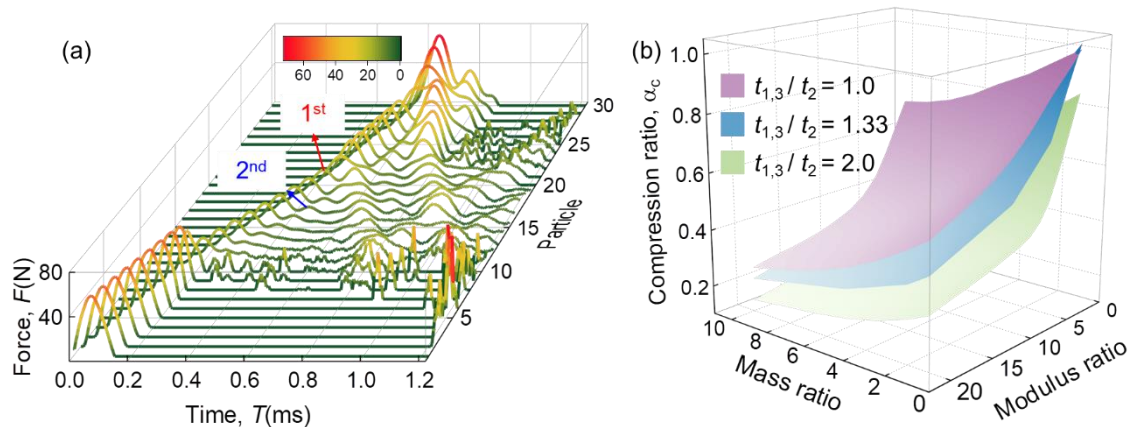 (a)
60 40 20 0
1st
2nd
30
25
20
15
10
5
Particle
80
40
Force, F(N)
0.0 0.2 0.4 0.6 0.8 1.0 1.2
Time, T(ms)
(b)
1.0
0.8
0.6
0.4
0.2
Compression ratio, αc
t1,3 / t2 = 1.0
t1,3 / t2 = 1.33
t1,3 / t2 = 2.0
10 8 6 4 2 0
Mass ratio
20 15 10 5 0
Modulus ratio